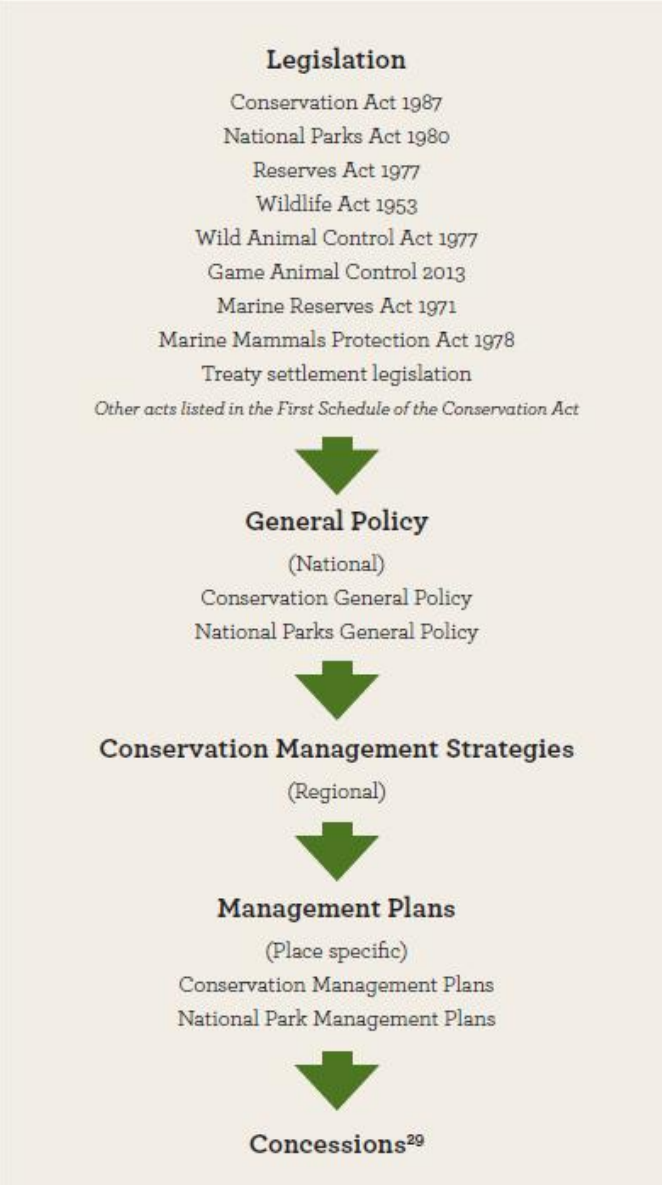 Legislation
Conservation Act 1987
National Parks Act 1980
Reserves Act 1977
Wildlife Act 1953
Wild Animal Control Act 1977
Game Animal Control 2013
Marine Reserves Act 1971
Marine Mammals Protection Act 1978
Treaty settlement legislation
Other acts listed in the First Schedule of the Conservation Act
General Policy
(National)
Conservation General Policy
National Parks General Policy
Conservation Management Strategies
(Regional)
Management Plans
(Place specific)
Conservation Management Plans
National Park Management Plans
Concessions²⁹